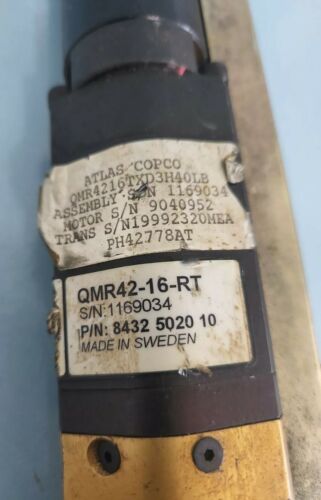 ATLAS COPCO
QMR4216TXD3H40LB
ASSEMBLY S/N 1169034
MOTOR S/N 9040952
TRANS S/N19992320HEA
PH42778AT
QMR42-16-RT
S/N:1169034
P/N: 8432 5020 10
MADE IN SWEDEN